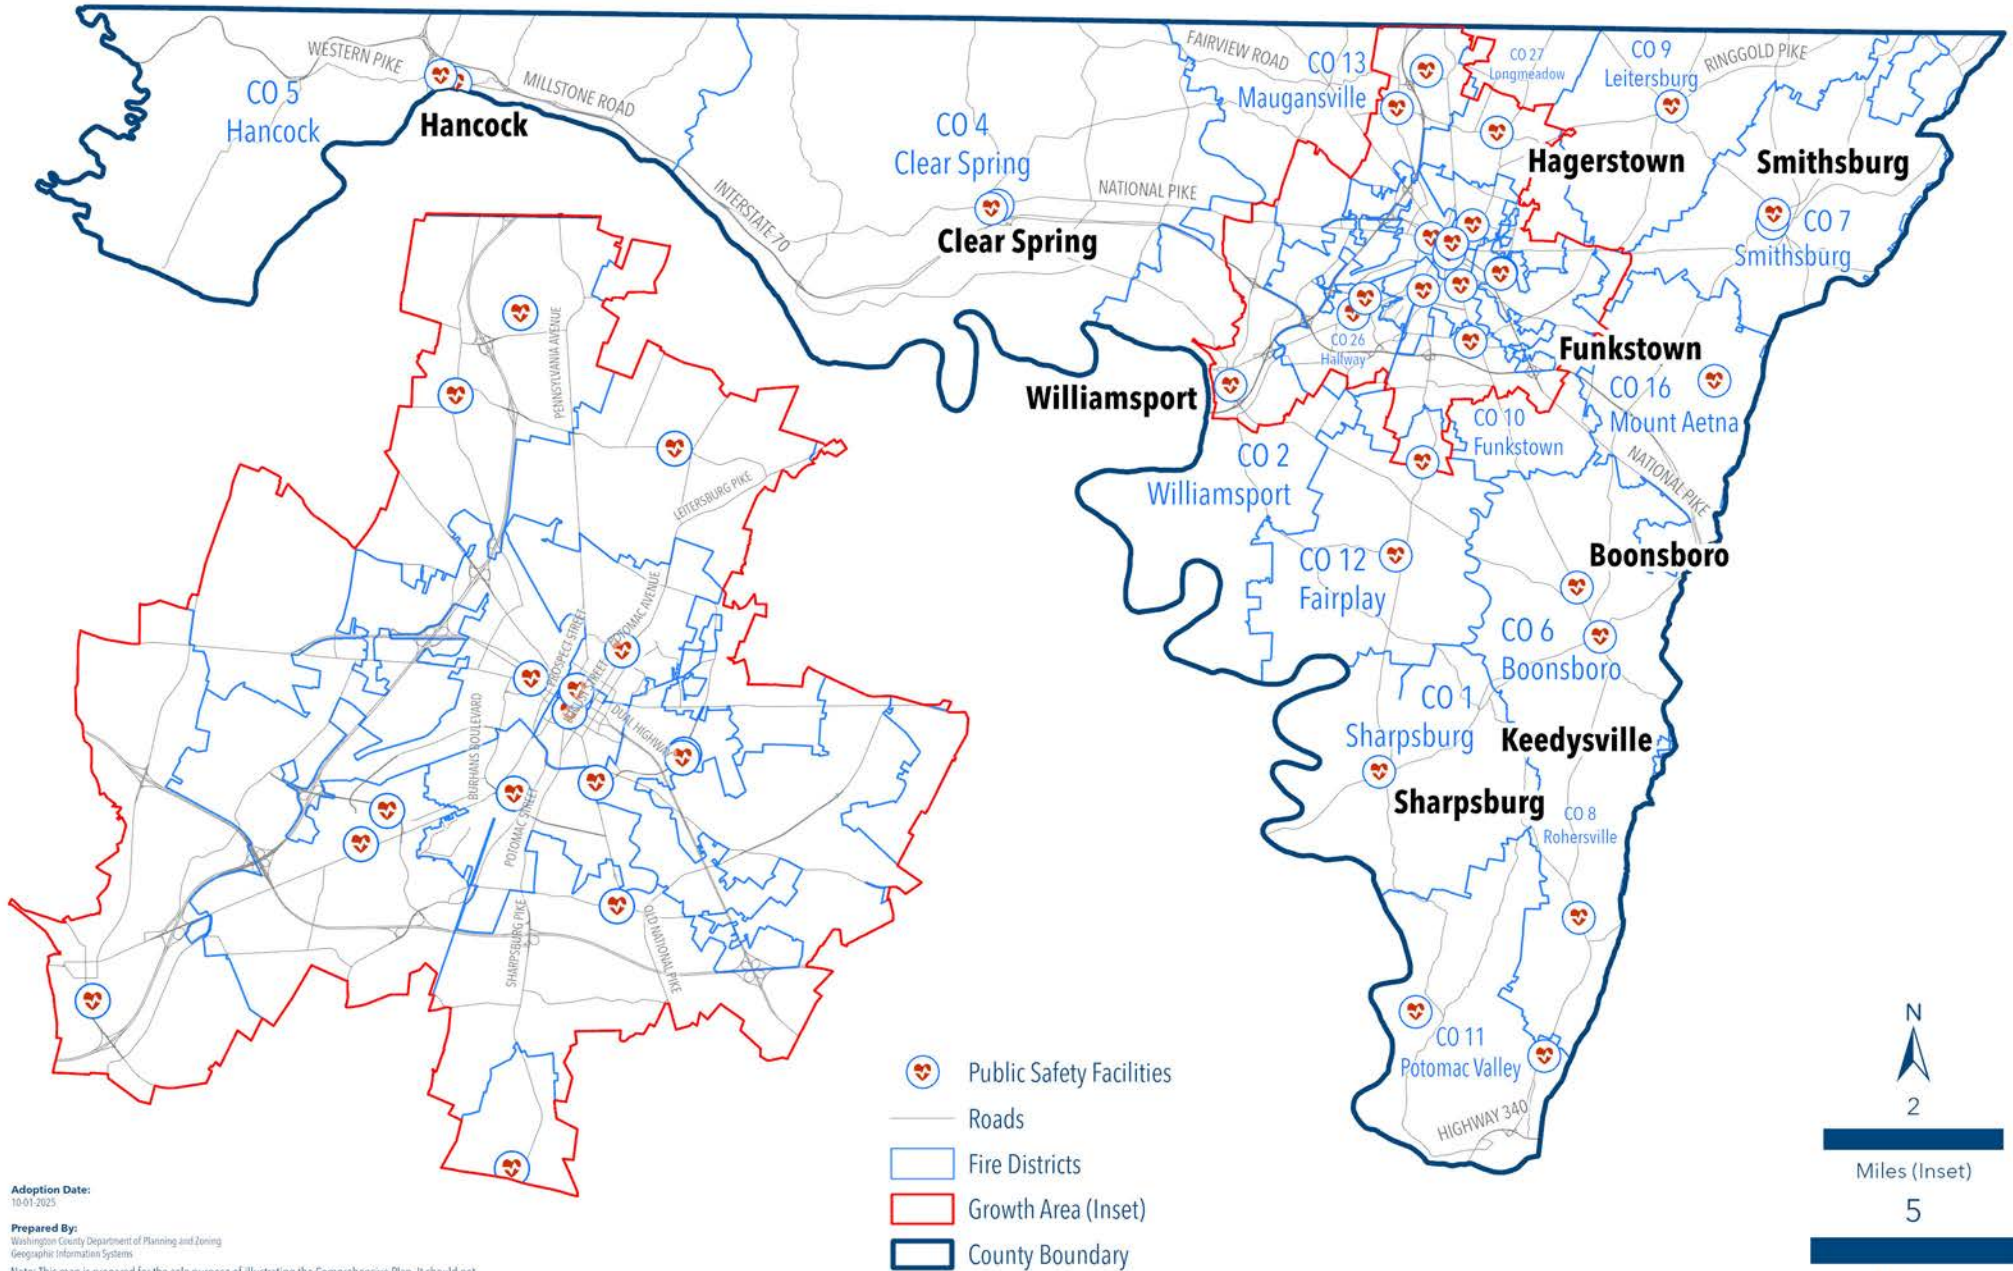 WESTERN PIKE
CO 5
Hancock
Hancock
MILLSTONE ROAD
INTERSTATE 70
CO 4
Clear Spring
Clear Spring
NATIONAL PIKE
FAIRVIEW ROAD
CO 13
Maugansville
CO 27
Longmeadow
CO 9
Leitersburg
RINGGOLD PIKE
Hagerstown
Smithsburg
CO 7
Smithsburg
CO 26
Halfway
Funkstown
CO 16
Mount Aetna
Williamsport
CO 10
Funkstown
CO 2
Williamsport
NATIONAL PIKE
CO 12
Fairplay
Boonsboro
CO 6
Boonsboro
CO 1
Sharpsburg
Keedysville
Sharpsburg
CO 8
Rohersville
CO 11
Potomac Valley
HIGHWAY 340
PENNSYLVANIA AVENUE
LEITERSBURG PIKE
POTOMAC AVENUE
PROSPECT STREET
STREET
DUAL HIGHWAY
BURHANS BOULEVARD
POTOMAC STREET
SHARPSBURG PIKE
OLD NATIONAL PIKE
Public Safety Facilities
Roads
Fire Districts
Growth Area (Inset)
County Boundary
N
2
Miles (Inset)
5
Adoption Date:
10-01-2025
Prepared By:
Washington County Department of Planning and Zoning
Geographic Information Systems